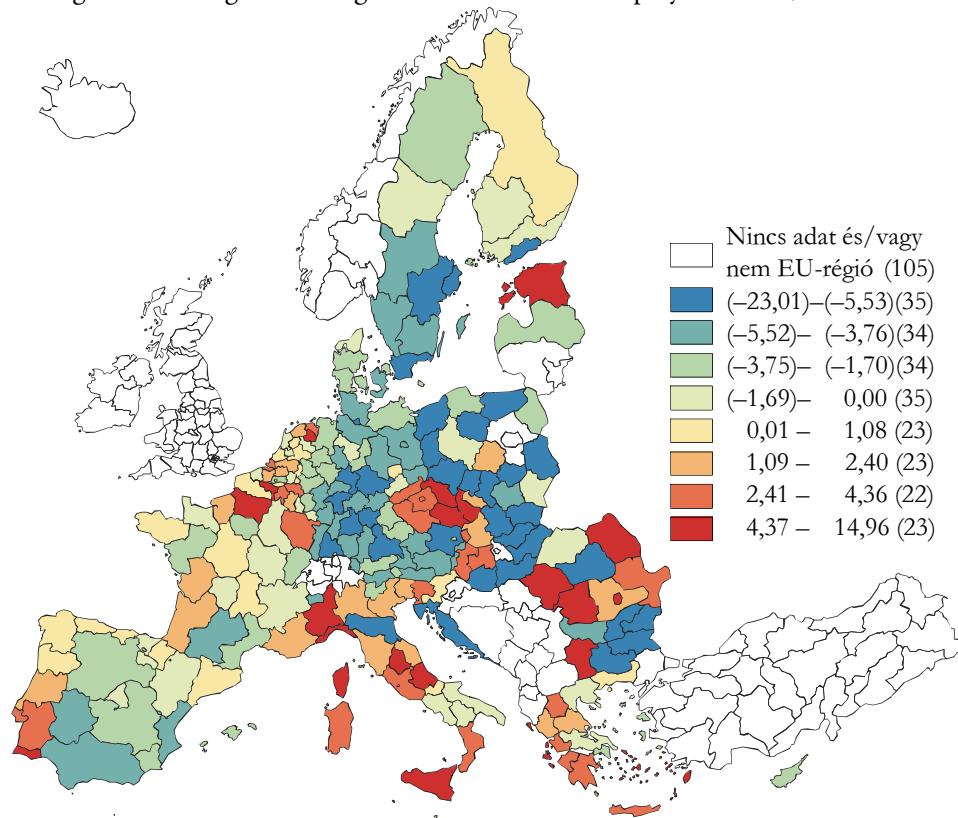 Nincs adat és/vagy
nem EU-régió (105)
(–23,01)–(–5,53)(35)
(–5,52)– (–3,76)(34)
(–3,75)– (–1,70)(34)
(–1,69)– 0,00 (35)
0,01 – 1,08 (23)
1,09 – 2,40 (23)
2,41 – 4,36 (22)
4,37 – 14,96 (23)